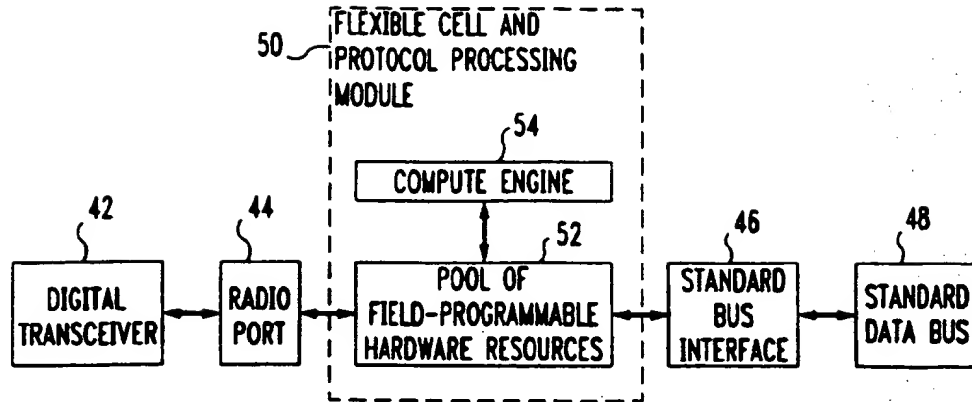 50
FLEXIBLE CELL AND
PROTOCOL PROCESSING
MODULE
54
COMPUTE ENGINE
42
DIGITAL
TRANSCEIVER
44
RADIO
PORT
52
POOL OF
FIELD-PROGRAMMABLE
HARDWARE RESOURCES
46
STANDARD
BUS
INTERFACE
48
STANDARD
DATA BUS